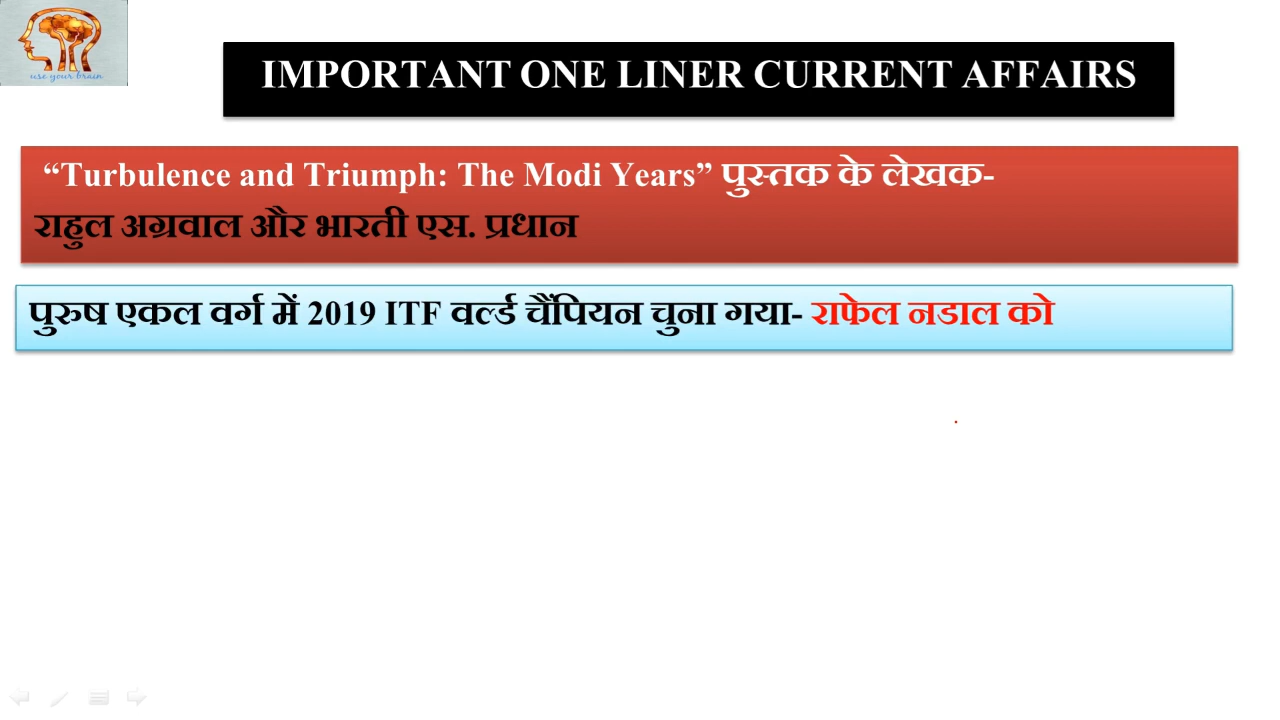 use your brain
IMPORTANT ONE LINER CURRENT AFFAIRS
“Turbulence and Triumph: The Modi Years” पुस्तक के लेखक-
राहुल अग्रवाल और भारती एस. प्रधान
पुरुष एकल वर्ग में 2019 ITF वर्ल्ड चैंपियन चुना गया- राफेल नडाल को